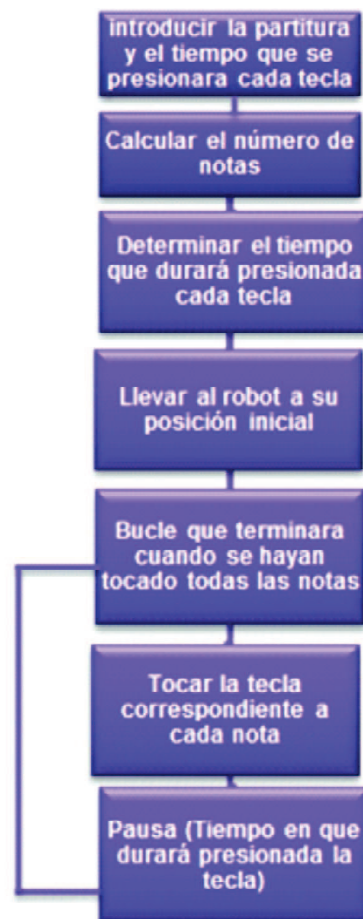 introducir la partitura
y el tiempo que se
presionara cada tecla
Calcular el número de
notas
Determinar el tiempo
que durará presionada
cada tecla
Llevar al robot a su
posición inicial
Bucle que terminara
cuando se hayan
tocado todas las notas
Tocar la tecla
correspondiente a
cada nota
Pausa (Tiempo en que
durará presionada la
tecla)